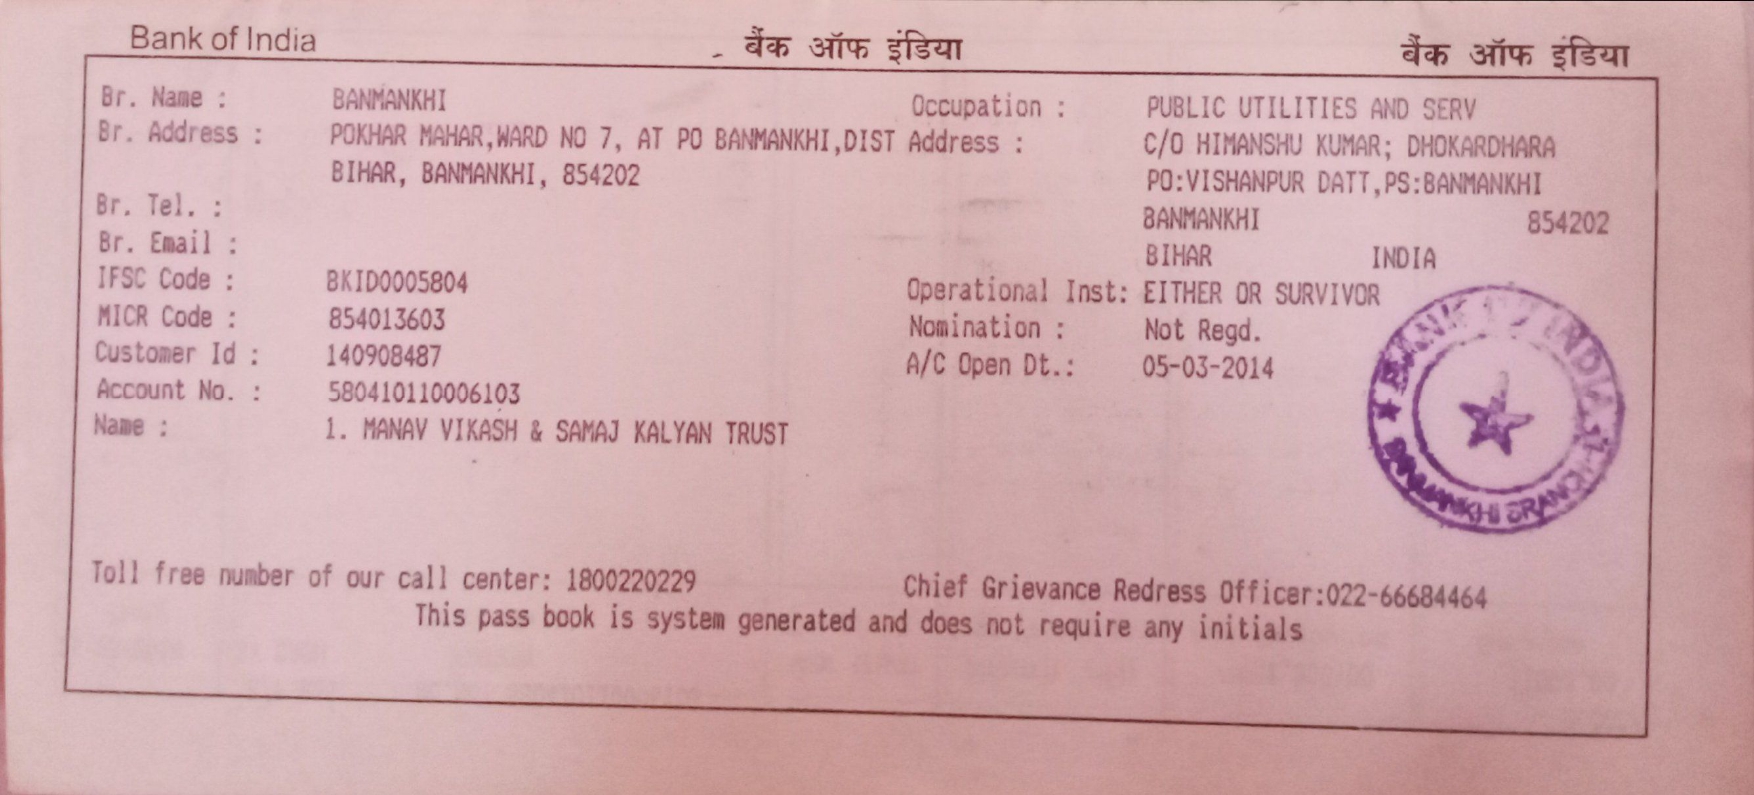 Bank of India बैंक ऑफ इंडिया बैंक ऑफ इंडिया
Br. Name : BANMANKHI Occupation : PUBLIC UTILITIES AND SERV
Br. Address : POKHAR MAHAR,WARD NO 7, AT PO BANMANKHI,DIST Address : C/O HIMANSHU KUMAR; DHOKARDHARA
BIHAR, BANMANKHI, 854202 PO:VISHANPUR DATT,PS:BANMANKHI
Br. Tel. : BANMANKHI 854202
Br. Email : BIHAR INDIA
IFSC Code : BKID0005804 Operational Inst: EITHER OR SURVIVOR
MICR Code : 854013603 Nomination : Not Regd.
Customer Id : 140908487 A/C Open Dt.: 05-03-2014
Account No. : 580410110006103
Name : 1. MANAV VIKASH & SAMAJ KALYAN TRUST
BANK OF INDIA
BANMANKHI BRANCH
Toll free number of our call center: 1800220229 Chief Grievance Redress Officer:022-66684464
This pass book is system generated and does not require any initials